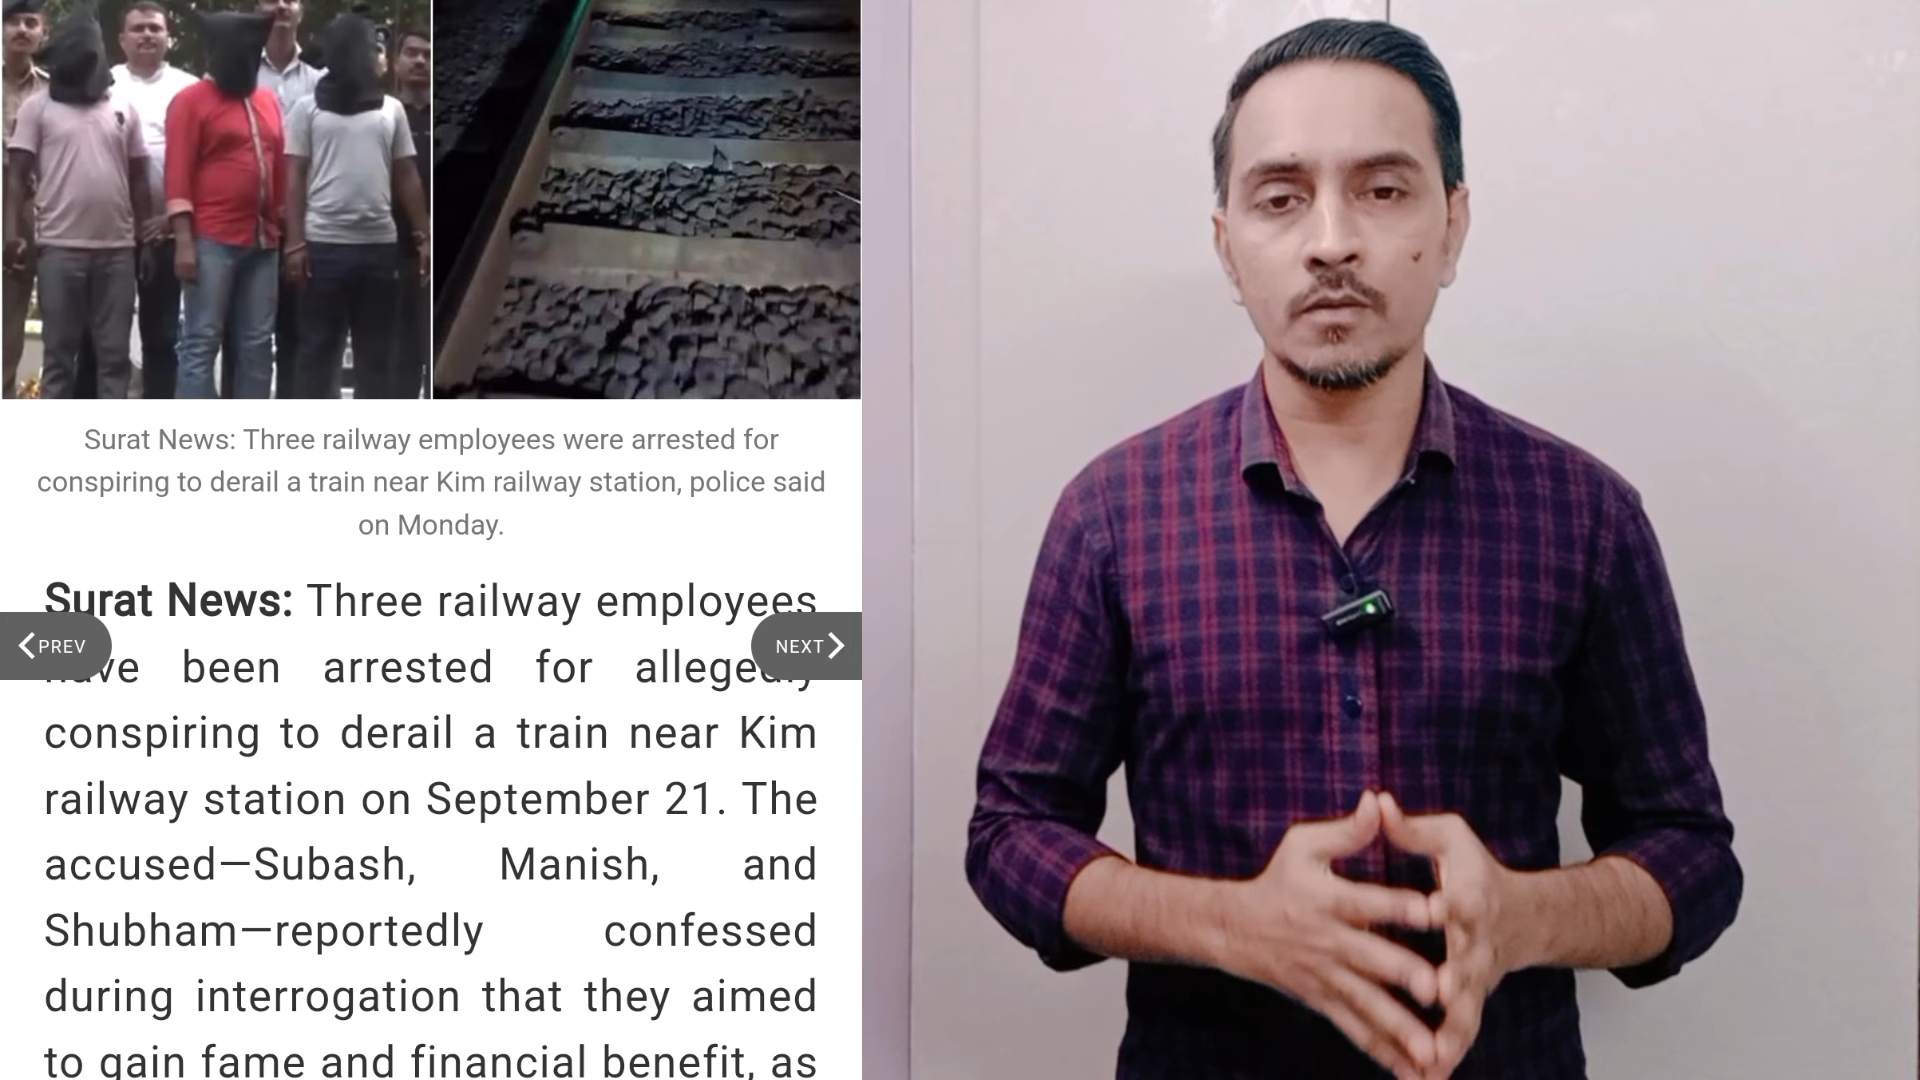 Surat News: Three railway employees were arrested for
conspiring to derail a train near Kim railway station, police said
on Monday.
Surat News: Three railway employees
PREV
NEXT
have been arrested for allegedly
conspiring to derail a train near Kim
railway station on September 21. The
accused—Subash, Manish, and
Shubham—reportedly confessed
during interrogation that they aimed
to gain fame and financial benefit, as